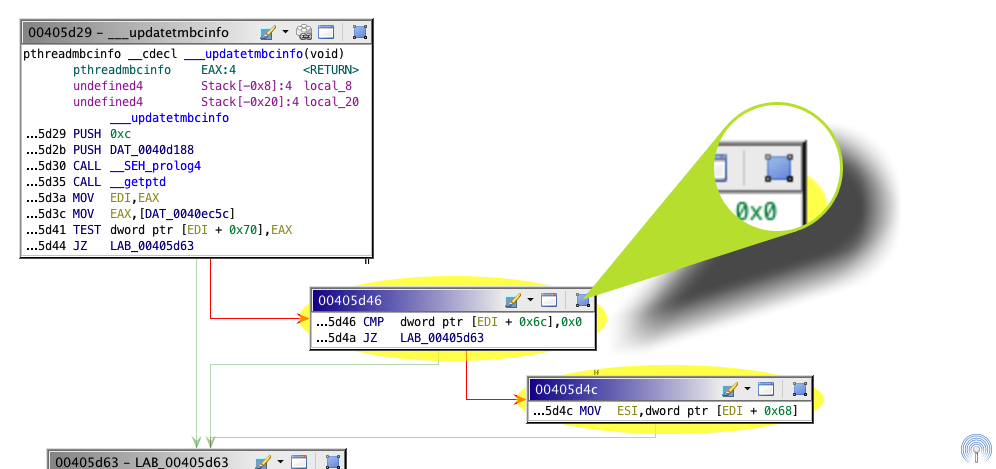 00405d29 – ___updatetmbcinfo
pthreadmbcinfo __cdecl ___updatetmbcinfo(void)
pthreadmbcinfo EAX:4 <RETURN>
undefined4 Stack[-0x8]:4 local_8
undefined4 Stack[-0x20]:4 local_20
___updatetmbcinfo
...5d29 PUSH 0xc
...5d2b PUSH DAT_0040d188
...5d30 CALL __SEH_prolog4
...5d35 CALL __getptd
...5d3a MOV EDI,EAX
...5d3c MOV EAX,[DAT_0040ec5c]
...5d41 TEST dword ptr [EDI + 0x70],EAX
...5d44 JZ LAB_00405d63
0x0
00405d46
...5d46 CMP dword ptr [EDI + 0x6c],0x0
...5d4a JZ LAB_00405d63
If
00405d4c
...5d4c MOV ESI,dword ptr [EDI + 0x68]
00405d63 – LAB_00405d63